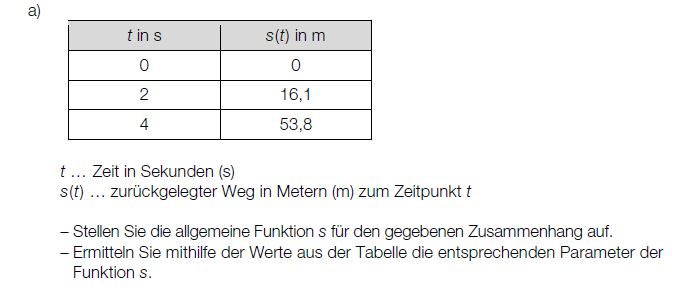 a)
t in s s(t) in m
0 0
2 16,1
4 53,8
t … Zeit in Sekunden (s)
s(t) … zurückgelegter Weg in Metern (m) zum Zeitpunkt t
– Stellen Sie die allgemeine Funktion s für den gegebenen Zusammenhang auf.
– Ermitteln Sie mithilfe der Werte aus der Tabelle die entsprechenden Parameter der
Funktion s.